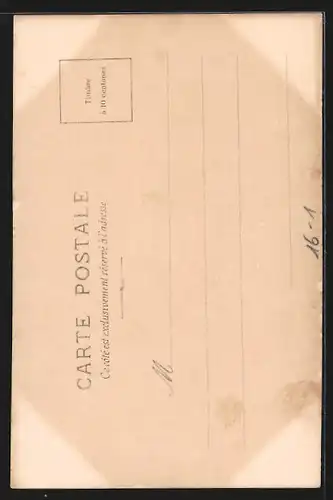 Timbre
à 10 centimes
CARTE POSTALE
Ce côté est exclusivement réservé à l'adresse
M
16-1